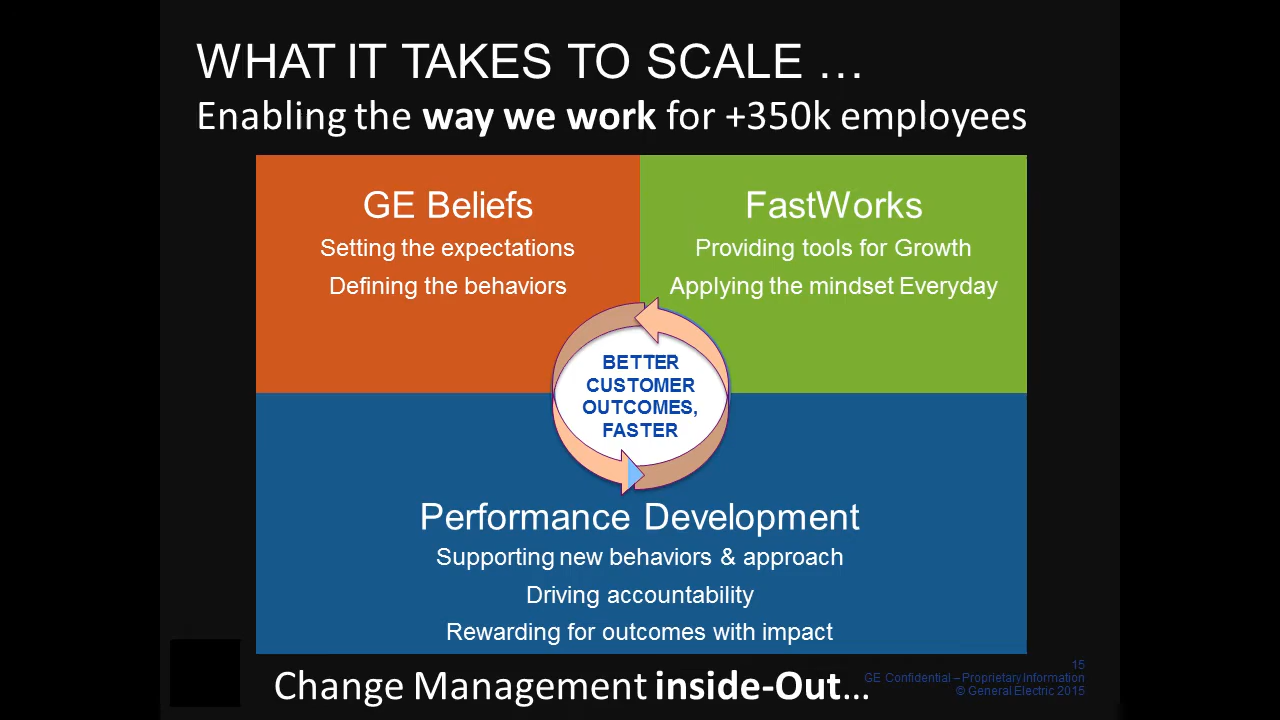 WHAT IT TAKES TO SCALE …
Enabling the way we work for +350k employees
GE Beliefs
Setting the expectations
Defining the behaviors
FastWorks
Providing tools for Growth
Applying the mindset Everyday
BETTER
CUSTOMER
OUTCOMES,
FASTER
Performance Development
Supporting new behaviors & approach
Driving accountability
Rewarding for outcomes with impact
Change Management inside-Out…
15
GE Confidential – Proprietary Information
© General Electric 2015